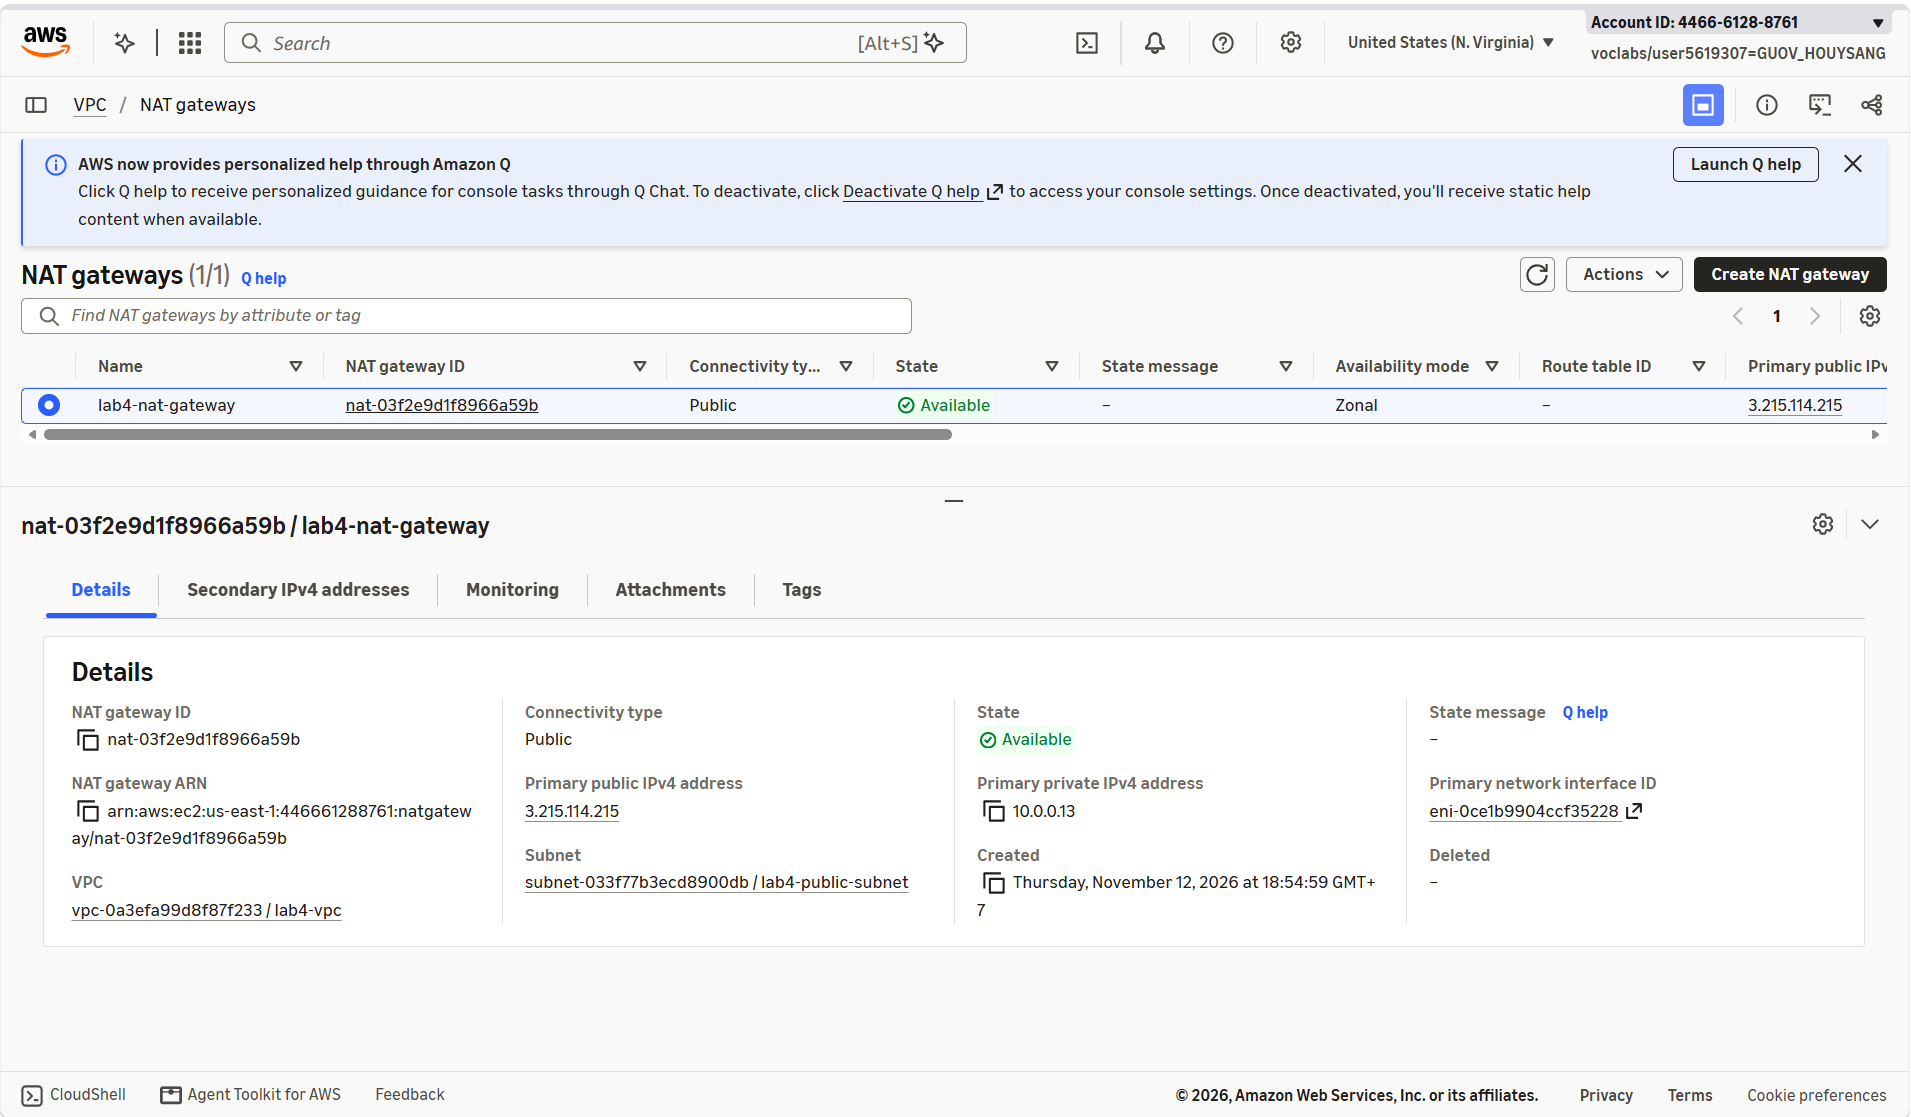 aws
Search [Alt+S]
United States (N. Virginia)
Account ID: 4466-6128-8761
voclabs/user5619307=GUOV_HOUYSANG
VPC / NAT gateways
AWS now provides personalized help through Amazon Q
Click Q help to receive personalized guidance for console tasks through Q Chat. To deactivate, click Deactivate Q help to access your console settings. Once deactivated, you'll receive static help
content when available.
Launch Q help
NAT gateways (1/1) Q help
Actions
Create NAT gateway
Find NAT gateways by attribute or tag
1
Name NAT gateway ID Connectivity ty... State State message Availability mode Route table ID Primary public IPv
lab4-nat-gateway nat-03f2e9d1f8966a59b Public Available – – Zonal – 3.215.114.215
nat-03f2e9d1f8966a59b / lab4-nat-gateway
Details Secondary IPv4 addresses Monitoring Attachments Tags
Details
NAT gateway ID
nat-03f2e9d1f8966a59b
NAT gateway ARN
arn:aws:ec2:us-east-1:446661288761:natgatew
ay/nat-03f2e9d1f8966a59b
VPC
vpc-0a3efa99d8f87f233 / lab4-vpc
Connectivity type
Public
Primary public IPv4 address
3.215.114.215
Subnet
subnet-033f77b3ecd8900db / lab4-public-subnet
State
Available
Primary private IPv4 address
10.0.0.13
Created
Thursday, November 12, 2026 at 18:54:59 GMT+
7
State message Q help
–
Primary network interface ID
eni-0ce1b9904ccf35228
Deleted
–
CloudShell Agent Toolkit for AWS Feedback
© 2026, Amazon Web Services, Inc. or its affiliates. Privacy Terms Cookie preferences